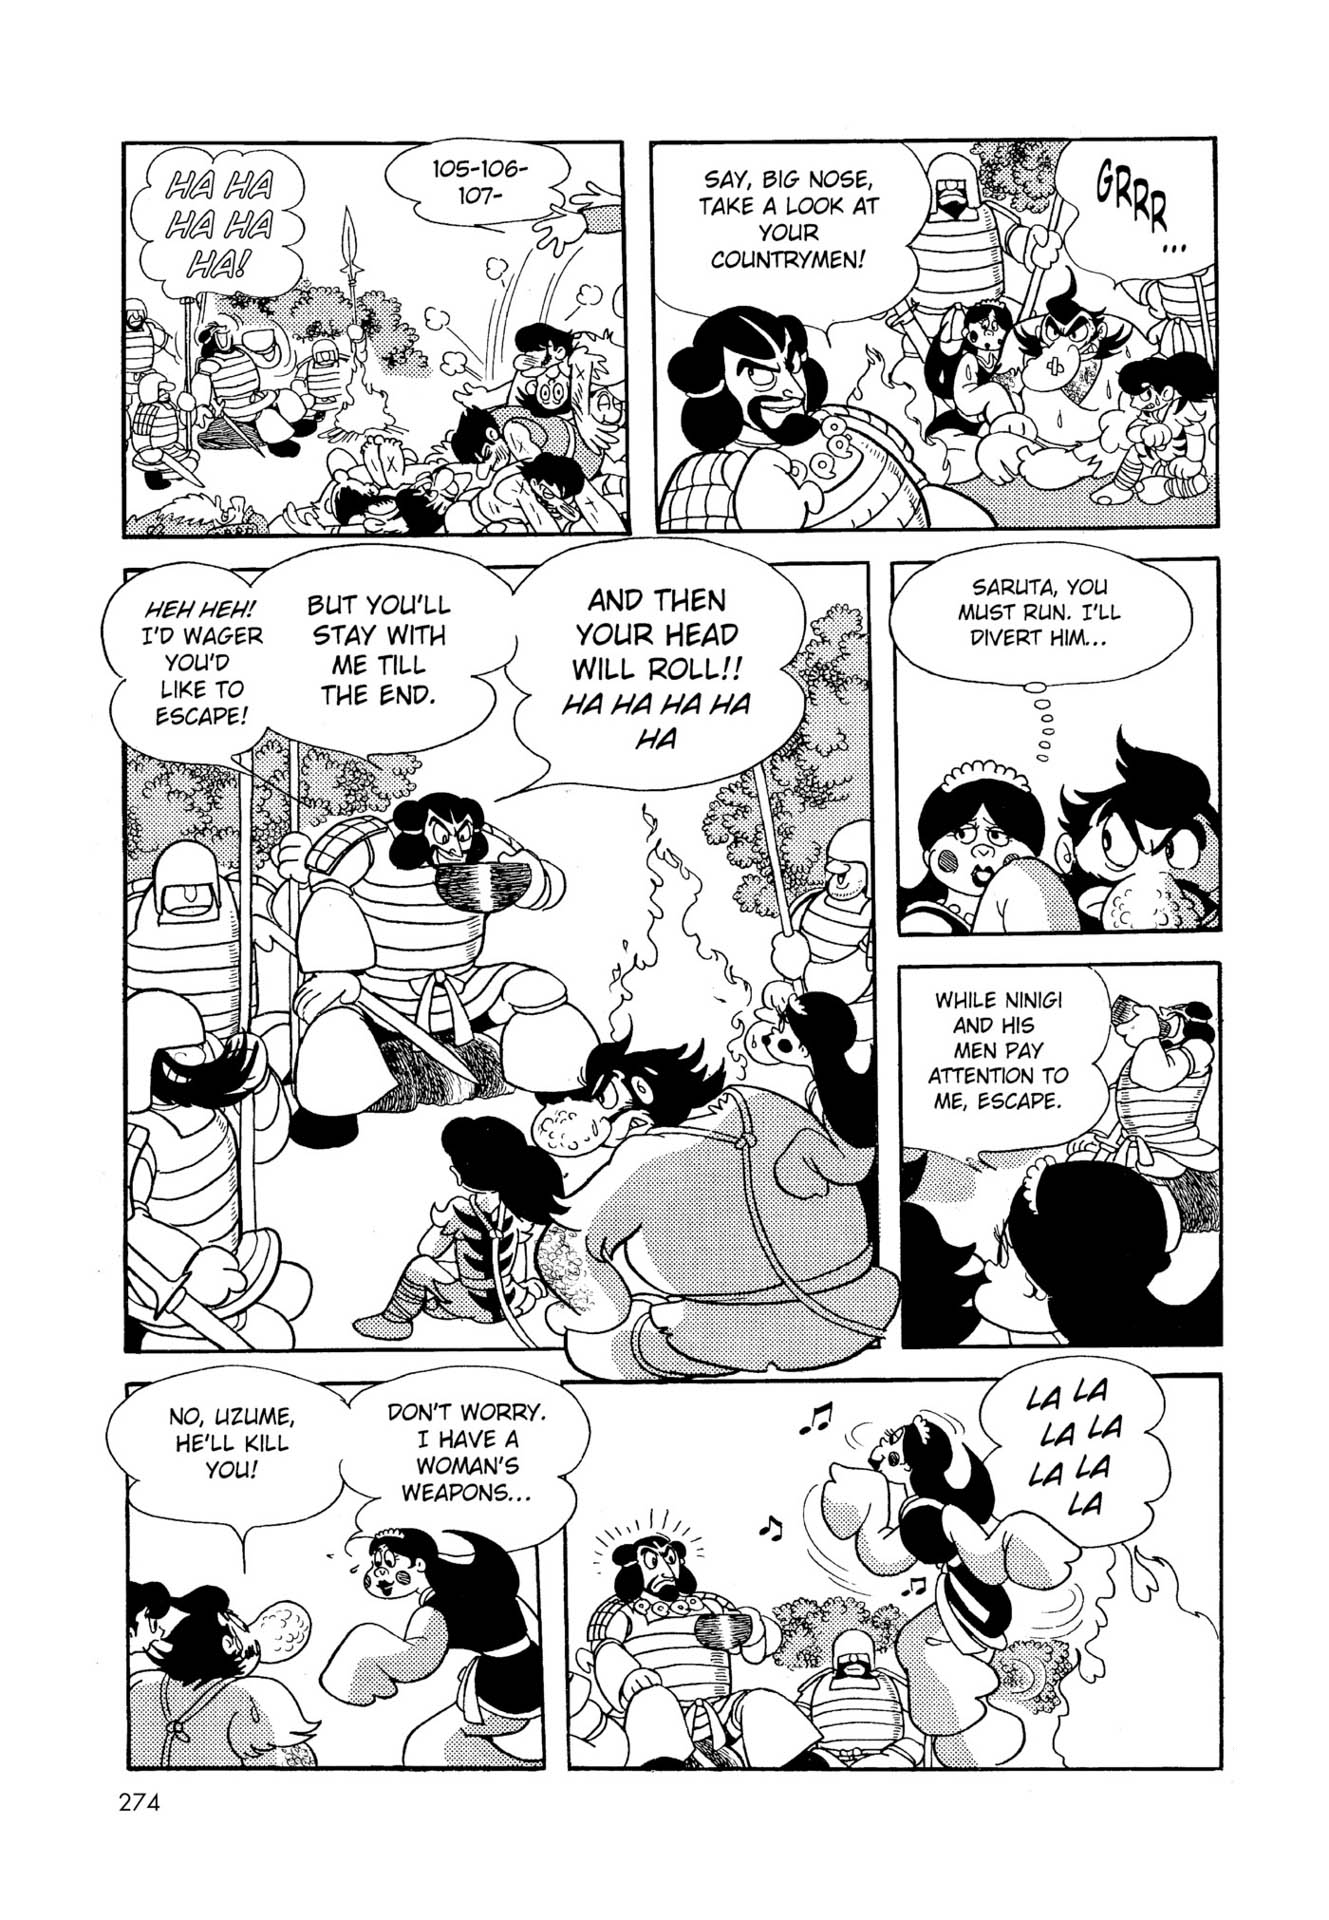 HA HA
HA HA
HA!
105-106-
107-
SAY, BIG NOSE,
TAKE A LOOK AT
YOUR
COUNTRYMEN!
GRRR
...
HEH HEH!
I'D WAGER
YOU'D
LIKE TO
ESCAPE!
BUT YOU'LL
STAY WITH
ME TILL
THE END.
AND THEN
YOUR HEAD
WILL ROLL!!
HA HA HA HA
HA
SARUTA, YOU
MUST RUN. I'LL
DIVERT HIM...
WHILE NINIGI
AND HIS
MEN PAY
ATTENTION TO
ME, ESCAPE.
NO, UZUME,
HE'LL KILL
YOU!
DON'T WORRY.
I HAVE A
WOMAN'S
WEAPONS...
LA LA
LA LA
LA LA
LA
274